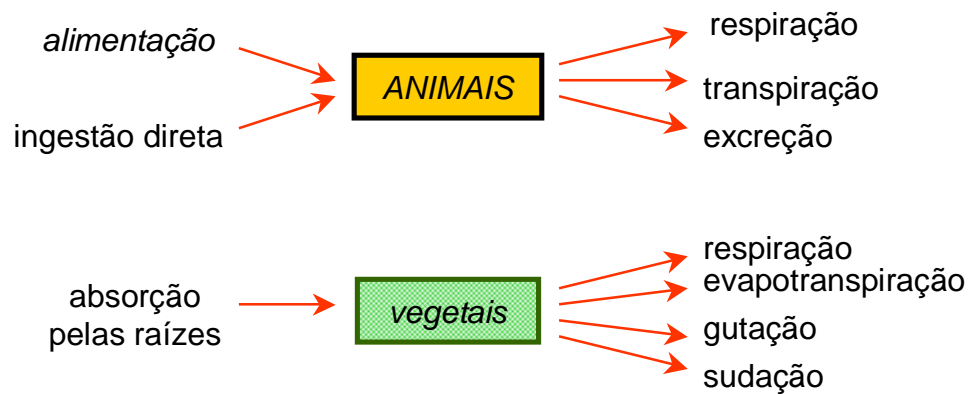 alimentação
ingestão direta
ANIMAIS
respiração
transpiração
excreção
absorção
pelas raízes
vegetais
respiração
evapotranspiração
gutação
sudação